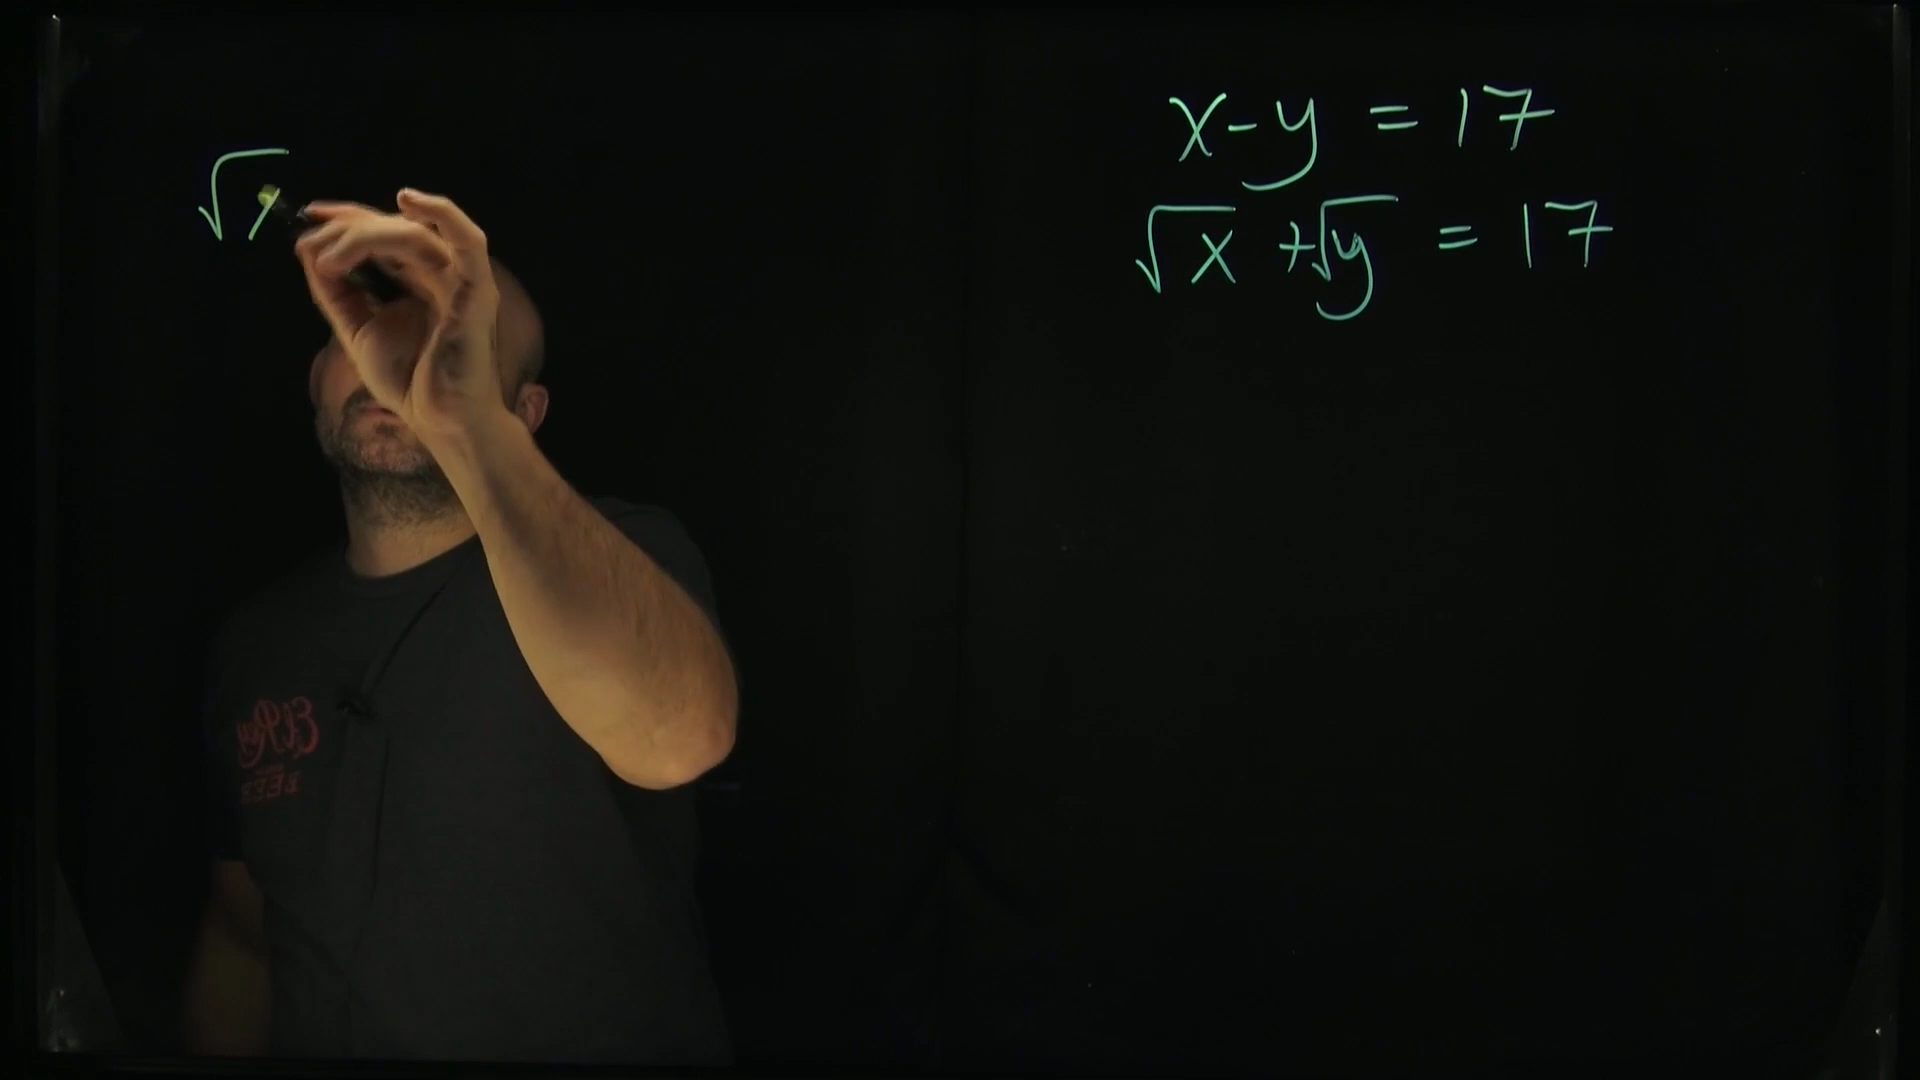 x - y = 17
√x + √y = 17
√x